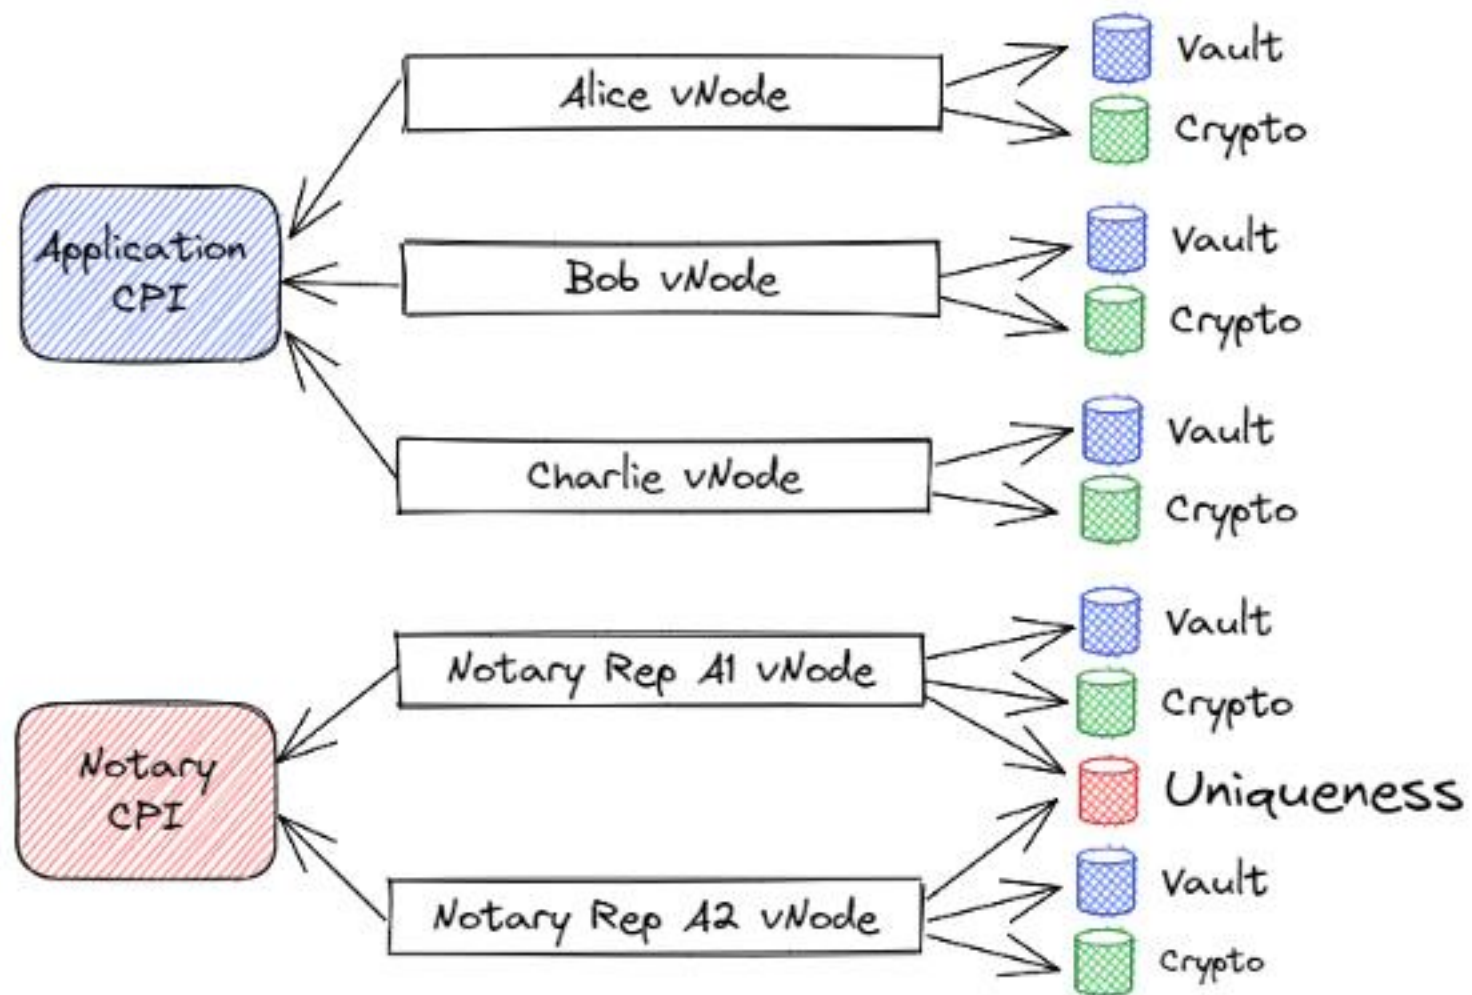 Alice vNode
Vault
Crypto
Application
CPI
Bob vNode
Vault
Crypto
Charlie vNode
Vault
Crypto
Notary Rep A1 vNode
Vault
Crypto
Uniqueness
Notary
CPI
Notary Rep A2 vNode
Vault
Crypto